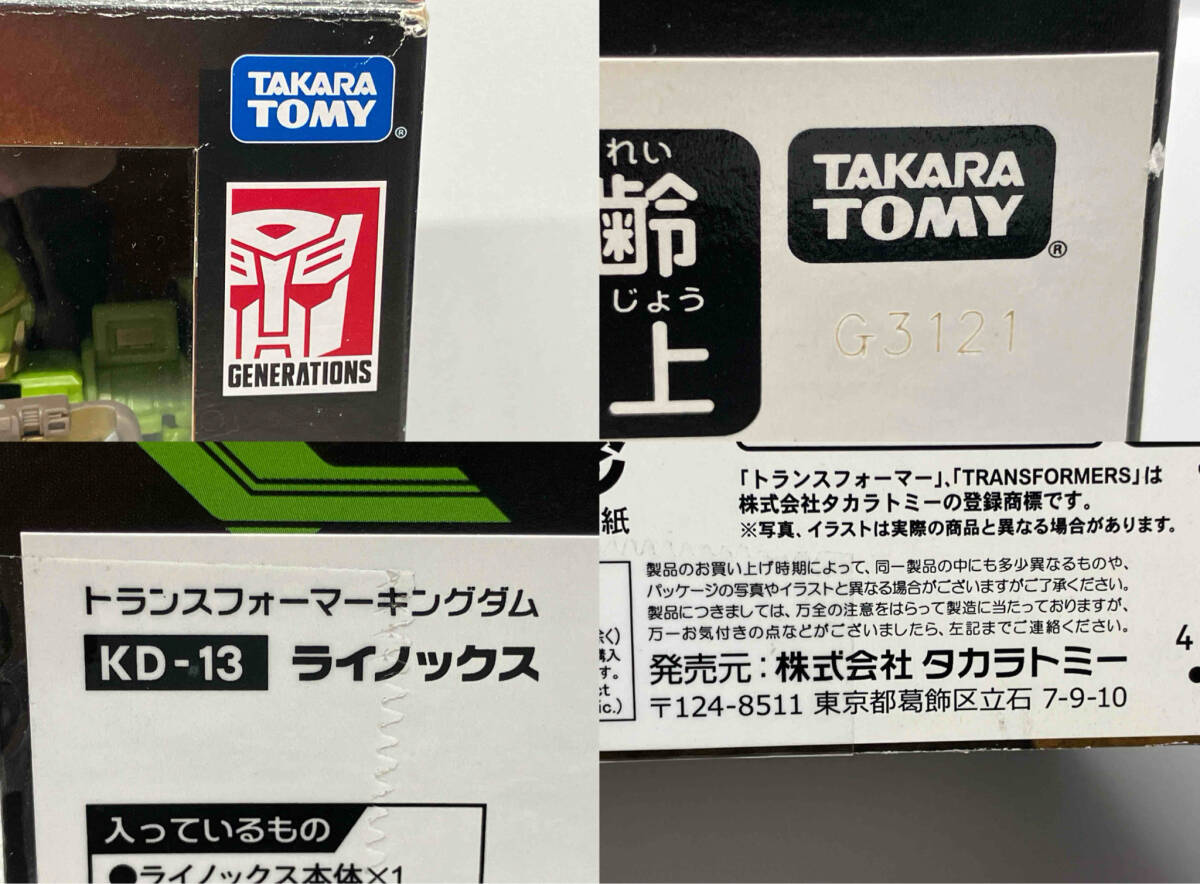 TAKARA
TOMY
®
GENERATIONS
れい
齢
じょう
上
TAKARA
TOMY
®
G3121
トランスフォーマーキングダム
KD-13 ライノックス
入っているもの
●ライノックス本体×1
紙
「トランスフォーマー」、「TRANSFORMERS」は
株式会社タカラトミーの登録商標です。
※写真、イラストは実際の商品と異なる場合があります。
製品のお買い上げ時期によって、同一製品の中にも多少異なるものや、
パッケージの写真やイラストと異なる場合がございますがご了承ください。
製品につきましては、万全の注意をはらって製造に当たっておりますが、
万一お気付きの点などがございましたら、左記までご連絡ください。
発売元：株式会社 タカラトミー
〒124-8511 東京都葛飾区立石 7-9-10